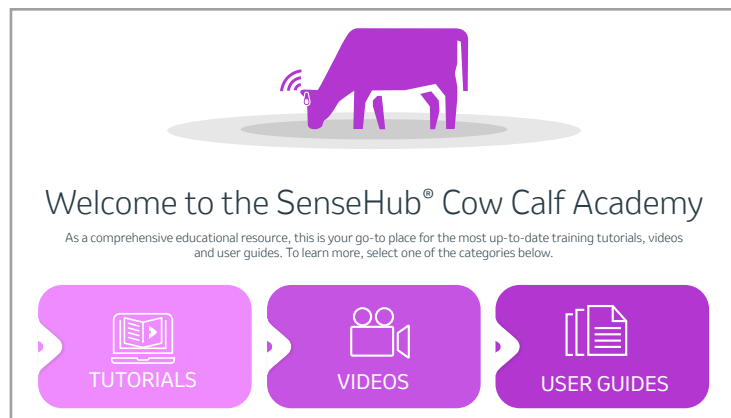 Welcome to the SenseHub® Cow Calf Academy
As a comprehensive educational resource, this is your go-to place for the most up-to-date training tutorials, videos
and user guides. To learn more, select one of the categories below.
TUTORIALS
VIDEOS
USER GUIDES